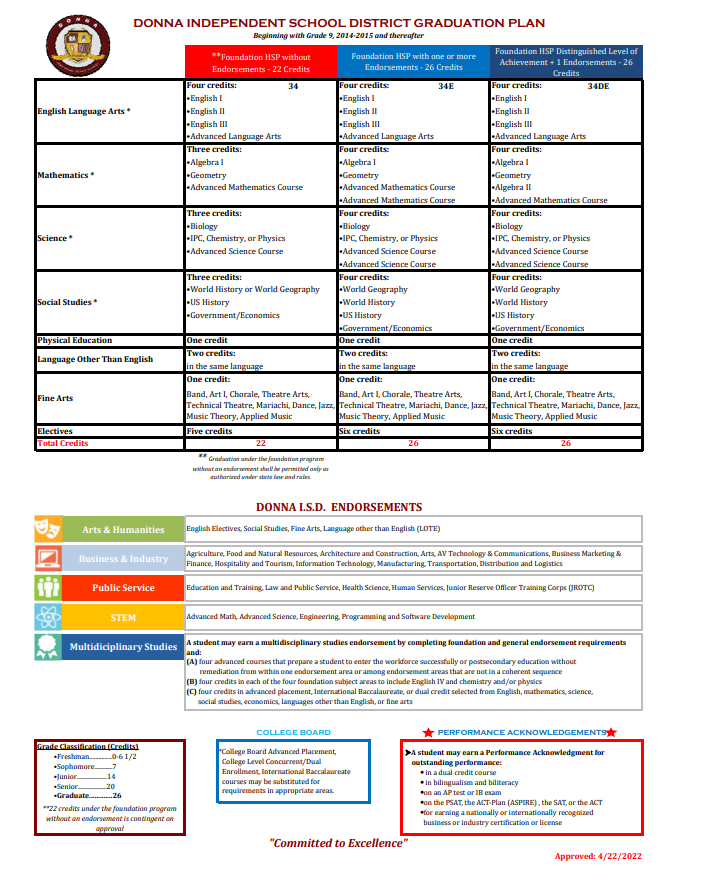 DONNA
DONNA INDEPENDENT SCHOOL DISTRICT GRADUATION PLAN
Beginning with Grade 9, 2014-2015 and thereafter
**Foundation HSP without
Endorsements - 22 Credits
Foundation HSP with one or more
Endorsements - 26 Credits
Foundation HSP Distinguished Level of
Achievement + 1 Endorsements - 26
Credits
English Language Arts *
Four credits: 34
•English I
•English II
•English III
•Advanced Language Arts
Four credits: 34E
•English I
•English II
•English III
•Advanced Language Arts
Four credits: 34DE
•English I
•English II
•English III
•Advanced Language Arts
Mathematics *
Three credits:
•Algebra I
•Geometry
•Advanced Mathematics Course
Four credits:
•Algebra I
•Geometry
•Advanced Mathematics Course
•Advanced Mathematics Course
Four credits:
•Algebra I
•Geometry
•Algebra II
•Advanced Mathematics Course
Science *
Three credits:
•Biology
•IPC, Chemistry, or Physics
•Advanced Science Course
Four credits:
•Biology
•IPC, Chemistry, or Physics
•Advanced Science Course
•Advanced Science Course
Four credits:
•Biology
•IPC, Chemistry, or Physics
•Advanced Science Course
•Advanced Science Course
Social Studies *
Three credits:
•World History or World Geography
•US History
•Government/Economics
Four credits:
•World Geography
•World History
•US History
•Government/Economics
Four credits:
•World Geography
•World History
•US History
•Government/Economics
Physical Education
One credit
One credit
One credit
Language Other Than English
Two credits:
in the same language
Two credits:
in the same language
Two credits:
in the same language
Fine Arts
One credit:
Band, Art I, Chorale, Theatre Arts,
Technical Theatre, Mariachi, Dance, Jazz,
Music Theory, Applied Music
One credit:
Band, Art I, Chorale, Theatre Arts,
Technical Theatre, Mariachi, Dance, Jazz,
Music Theory, Applied Music
One credit:
Band, Art I, Chorale, Theatre Arts,
Technical Theatre, Mariachi, Dance, Jazz,
Music Theory, Applied Music
Electives
Five credits
Six credits
Six credits
Total Credits
22
26
26
** Graduation under the foundation program
without an endorsement shall be permitted only as
authorized under state law and rules.
DONNA I.S.D. ENDORSEMENTS
Arts & Humanities
English Electives, Social Studies, Fine Arts, Language other than English (LOTE)
Business & Industry
Agriculture, Food and Natural Resources, Architecture and Construction, Arts, AV Technology & Communications, Business Marketing &
Finance, Hospitality and Tourism, Information Technology, Manufacturing, Transportation, Distribution and Logistics
Public Service
Education and Training, Law and Public Service, Health Science, Human Services, Junior Reserve Officer Training Corps (JROTC)
STEM
Advanced Math, Advanced Science, Engineering, Programming and Software Development
Multidiciplinary Studies
A student may earn a multidisciplinary studies endorsement by completing foundation and general endorsement requirements
and:
(A) four advanced courses that prepare a student to enter the workforce successfully or postsecondary education without
remediation from within one endorsement area or among endorsement areas that are not in a coherent sequence
(B) four credits in each of the four foundation subject areas to include English IV and chemistry and/or physics
(C) four credits in advanced placement, International Baccalaureate, or dual credit selected from English, mathematics, science,
social studies, economics, languages other than English, or fine arts
Grade Classification (Credits)
•Freshman............0-6 1/2
•Sophomore.......7
•Junior.............14
•Senior.............20
•Graduate.........26
**22 credits under the foundation program
without an endorsement is contingent on
approval
COLLEGE BOARD
*College Board Advanced Placement,
College Level Concurrent/Dual
Enrollment, International Baccalaureate
courses may be substituted for
requirements in appropriate areas.
PERFORMANCE ACKNOWLEDGEMENTS
➤A student may earn a Performance Acknowledgment for
outstanding performance:
• in a dual credit course
• in bilingualism and biliteracy
• on an AP test or IB exam
• on the PSAT, the ACT-Plan (ASPIRE) , the SAT, or the ACT
• for earning a nationally or internationally recognized
business or industry certification or license
"Committed to Excellence"
Approved: 4/22/2022